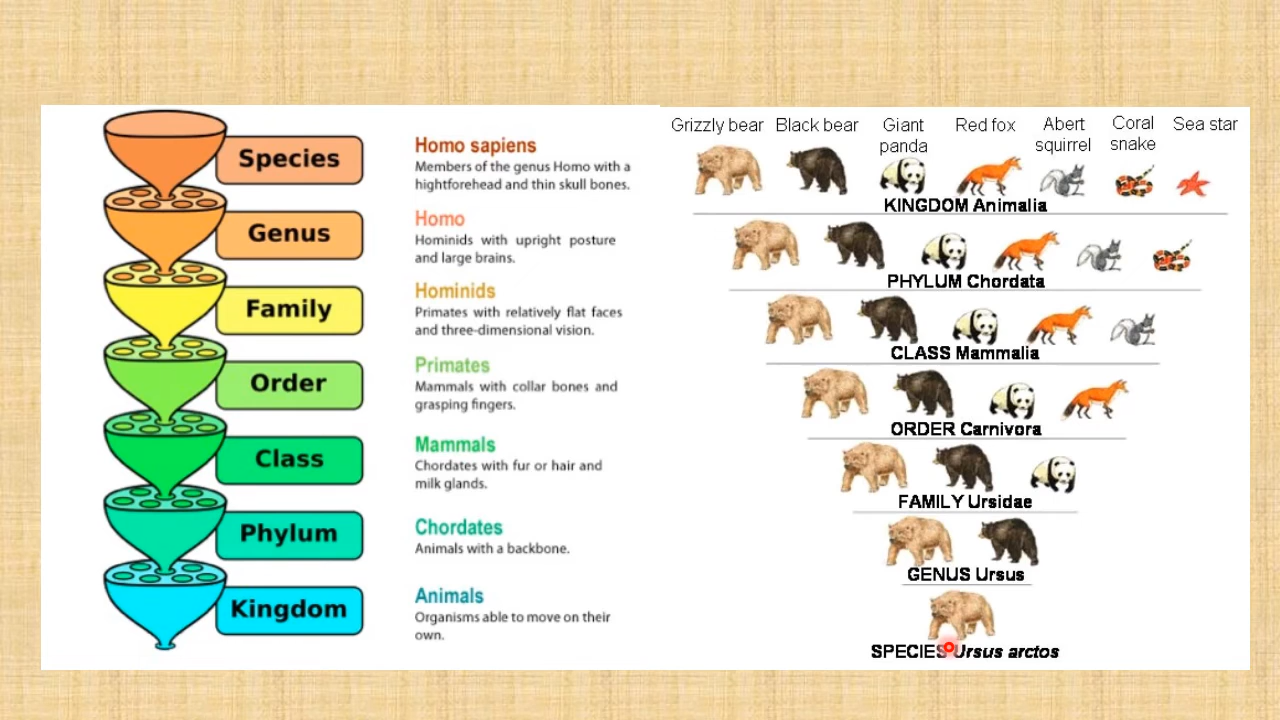 Species
Homo sapiens
Members of the genus Homo with a
hightforehead and thin skull bones.
Genus
Homo
Hominids with upright posture
and large brains.
Family
Hominids
Primates with relatively flat faces
and three-dimensional vision.
Order
Primates
Mammals with collar bones and
grasping fingers.
Class
Mammals
Chordates with fur or hair and
milk glands.
Phylum
Chordates
Animals with a backbone.
Kingdom
Animals
Organisms able to move on their
own.
Grizzly bear Black bear Giant panda Red fox Abert squirrel Coral snake Sea star
KINGDOM Animalia
PHYLUM Chordata
CLASS Mammalia
ORDER Carnivora
FAMILY Ursidae
GENUS Ursus
SPECIES Ursus arctos